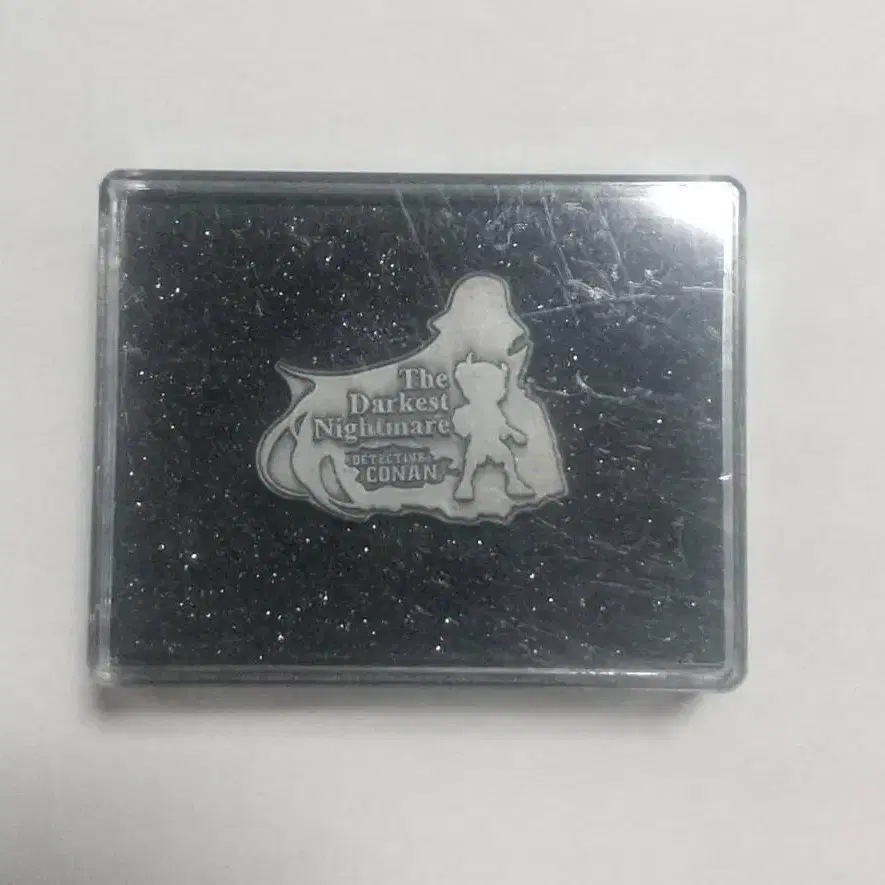 The
Darkest
Nightmare
DETECTIVE
CONAN